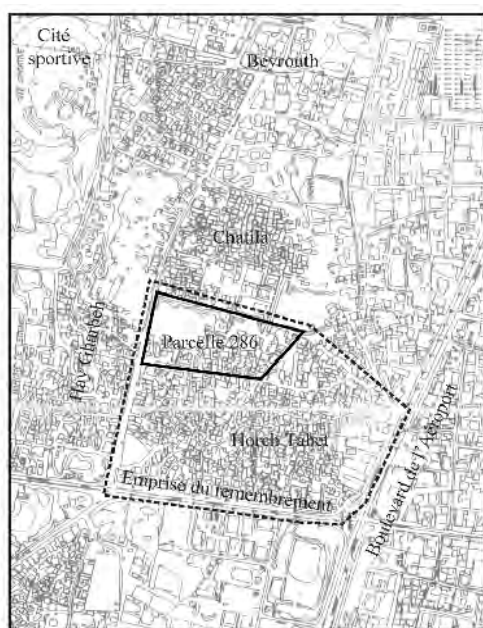 Cité
sportive
Beyrouth
Chatila
Hay Gharbeh
Parcelle 286
Horch Tabet
Emprise du remembrement
Boulevard de l'Aéroport